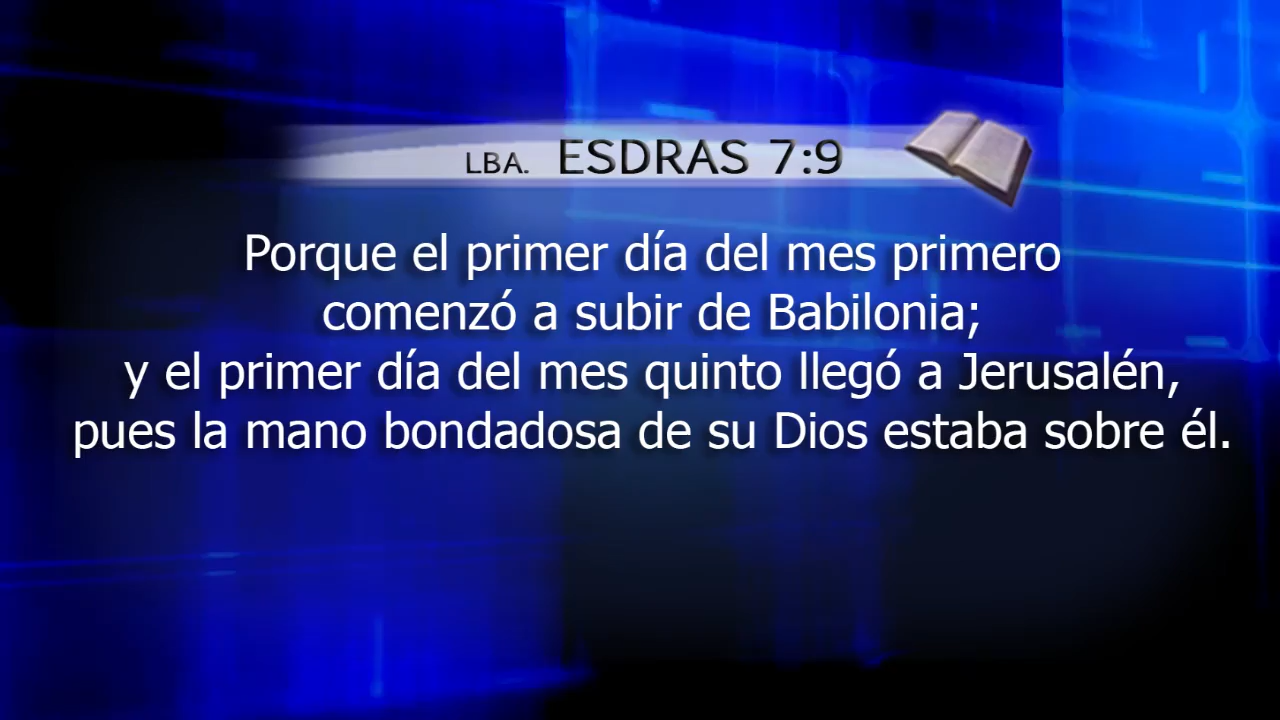 LBA. ESDRAS 7:9
Porque el primer día del mes primero
comenzó a subir de Babilonia;
y el primer día del mes quinto llegó a Jerusalén,
pues la mano bondadosa de su Dios estaba sobre él.